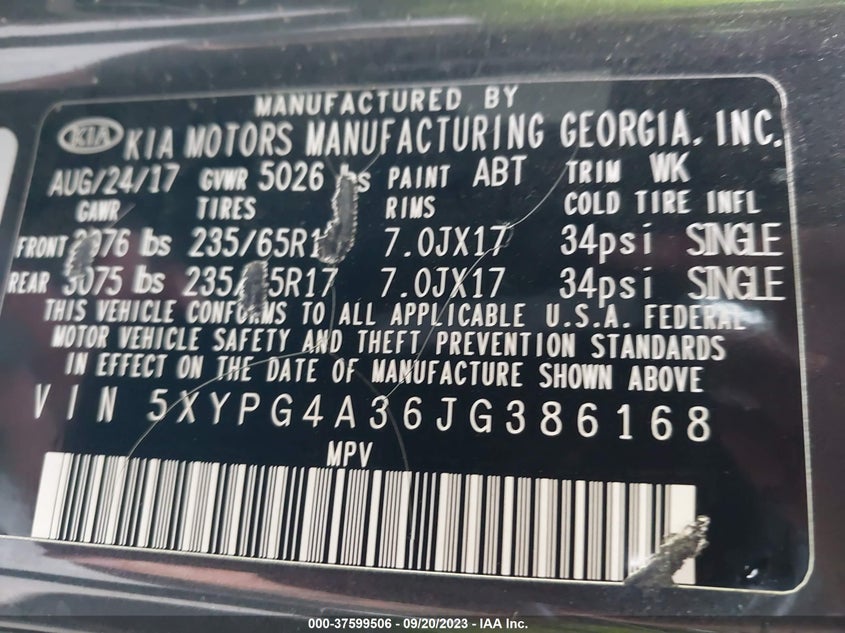 MANUFACTURED BY
KIA KIA MOTORS MANUFACTURING GEORGIA, INC.
AUG/24/17 GVWR 5026 lbs PAINT ABT TRIM WK
GAWR TIRES RIMS COLD TIRE INFL
FRONT lbs 7.0JX17 34psi SINGLE
REAR lbs 7.0JX17 34psi SINGLE
THIS VEHICLE CONFORMS TO ALL APPLICABLE U.S.A. FEDERAL
MOTOR VEHICLE SAFETY AND THEFT PREVENTION STANDARDS
IN EFFECT ON THE DATE OF MANUFACTURE SHOWN ABOVE
VIN 5XYPG4A36JG386168
MPV
000-37599506 - 09/20/2023 - IAA Inc.